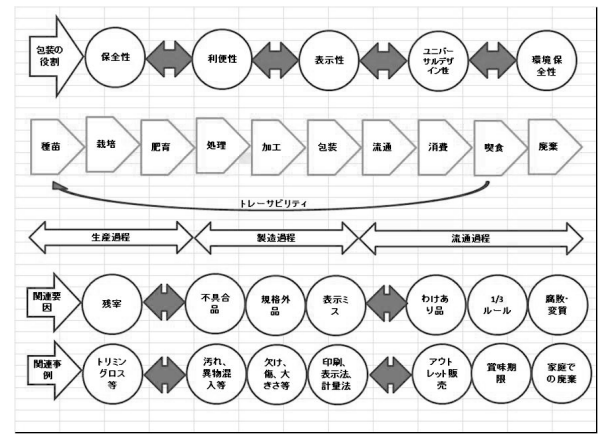 包装の
役割
保全性
利便性
表示性
ユニバー
サルデザ
イン性
環境保
全性
種苗
栽培
肥育
処理
加工
包装
流通
消費
喫食
廃棄
トレーサビリティ
生産過程
製造過程
流通過程
関連要
因
残宰
不具合
品
規格外
品
表示ミ
ス
わけあ
り品
1/3
ルール
腐敗・
変質
関連事
例
トリミン
グロス
等
汚れ、
異物混
入等
欠け、
傷、大
きさ等
印刷、
表示法、
計量法
アウト
レット販
売
賞味期
限
家庭で
の廃棄